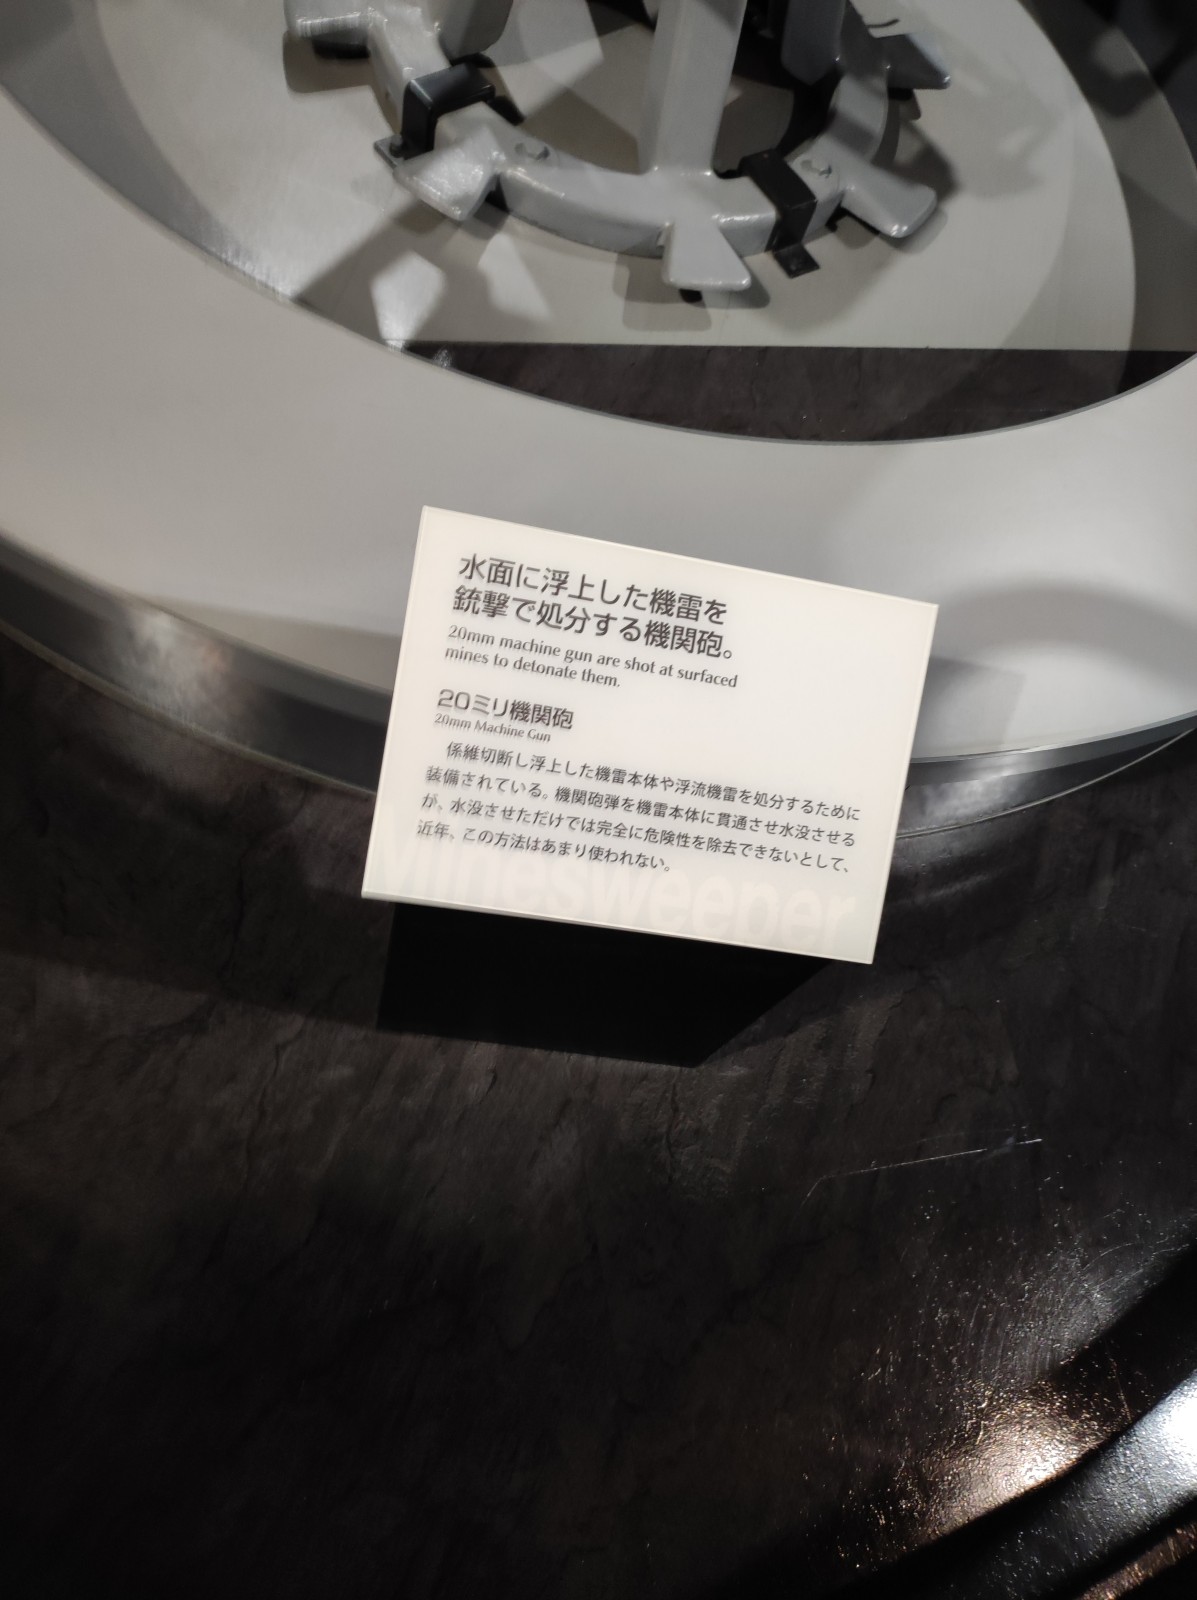 水面に浮上した機雷を
銃撃で処分する機関砲。
20mm machine gun are shot at surfaced
mines to detonate them.
20ミリ機関砲
20mm Machine Gun
係維切断し浮上した機雷本体や浮流機雷を処分するために
装備されている。機関砲弾を機雷本体に貫通させ水没させる
が、水没させただけでは完全に危険性を除去できないとして、
近年、この方法はあまり使われない。
Minesweeper